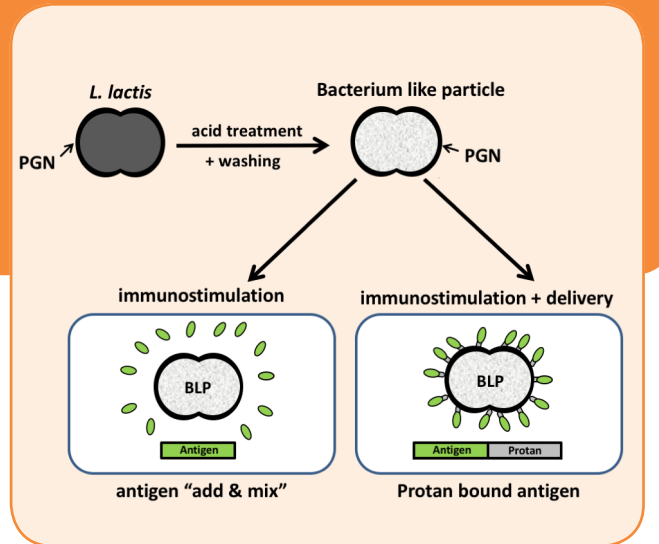 L. lactis
Bacterium like particle
acid treatment
+ washing
PGN
PGN
immunostimulation
immunostimulation + delivery
BLP
BLP
Antigen
Antigen
Protan
antigen “add & mix”
Protan bound antigen